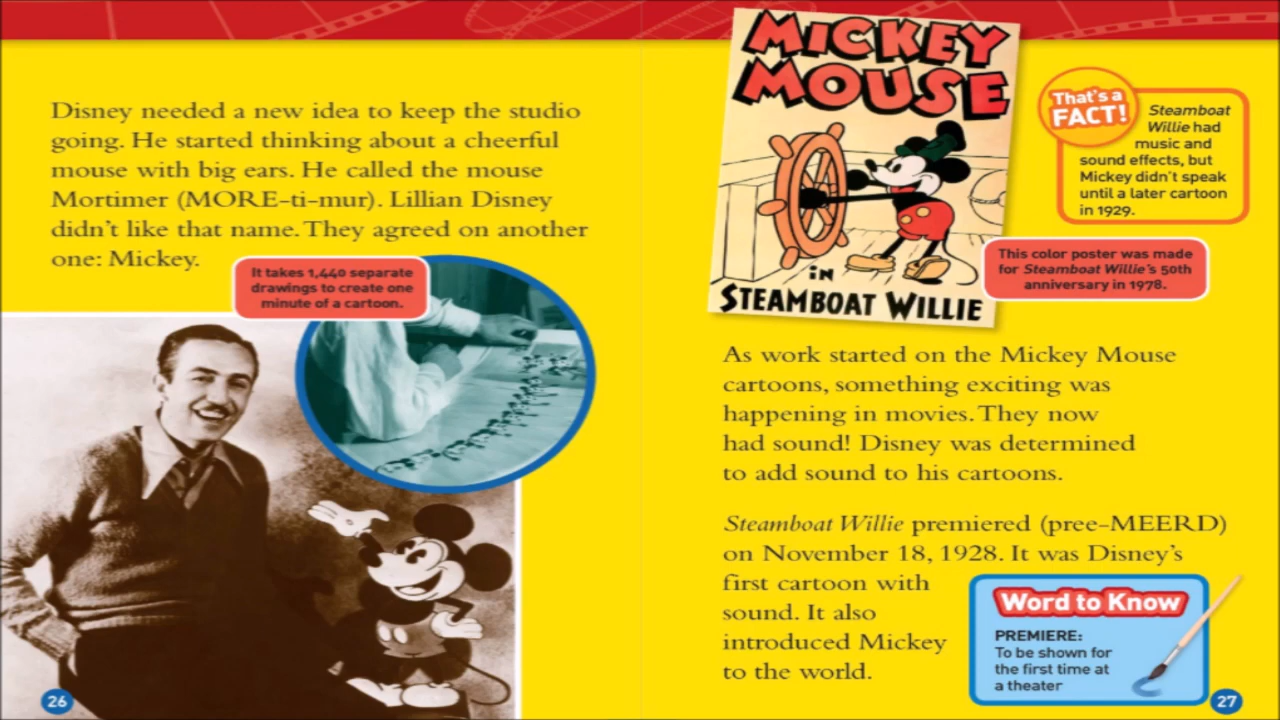 Disney needed a new idea to keep the studio
going. He started thinking about a cheerful
mouse with big ears. He called the mouse
Mortimer (MORE-ti-mur). Lillian Disney
didn't like that name. They agreed on another
one: Mickey.
It takes 1,440 separate
drawings to create one
minute of a cartoon.
26
MICKEY
MOUSE
IN
STEAMBOAT WILLIE
That's a
FACT!
Steamboat
Willie had
music and
sound effects, but
Mickey didn't speak
until a later cartoon
in 1929.
This color poster was made
for Steamboat Willie's 50th
anniversary in 1978.
As work started on the Mickey Mouse
cartoons, something exciting was
happening in movies. They now
had sound! Disney was determined
to add sound to his cartoons.
Steamboat Willie premiered (pree-MEERD)
on November 18, 1928. It was Disney's
first cartoon with
sound. It also
introduced Mickey
to the world.
Word to Know
PREMIERE:
To be shown for
the first time at
a theater
27